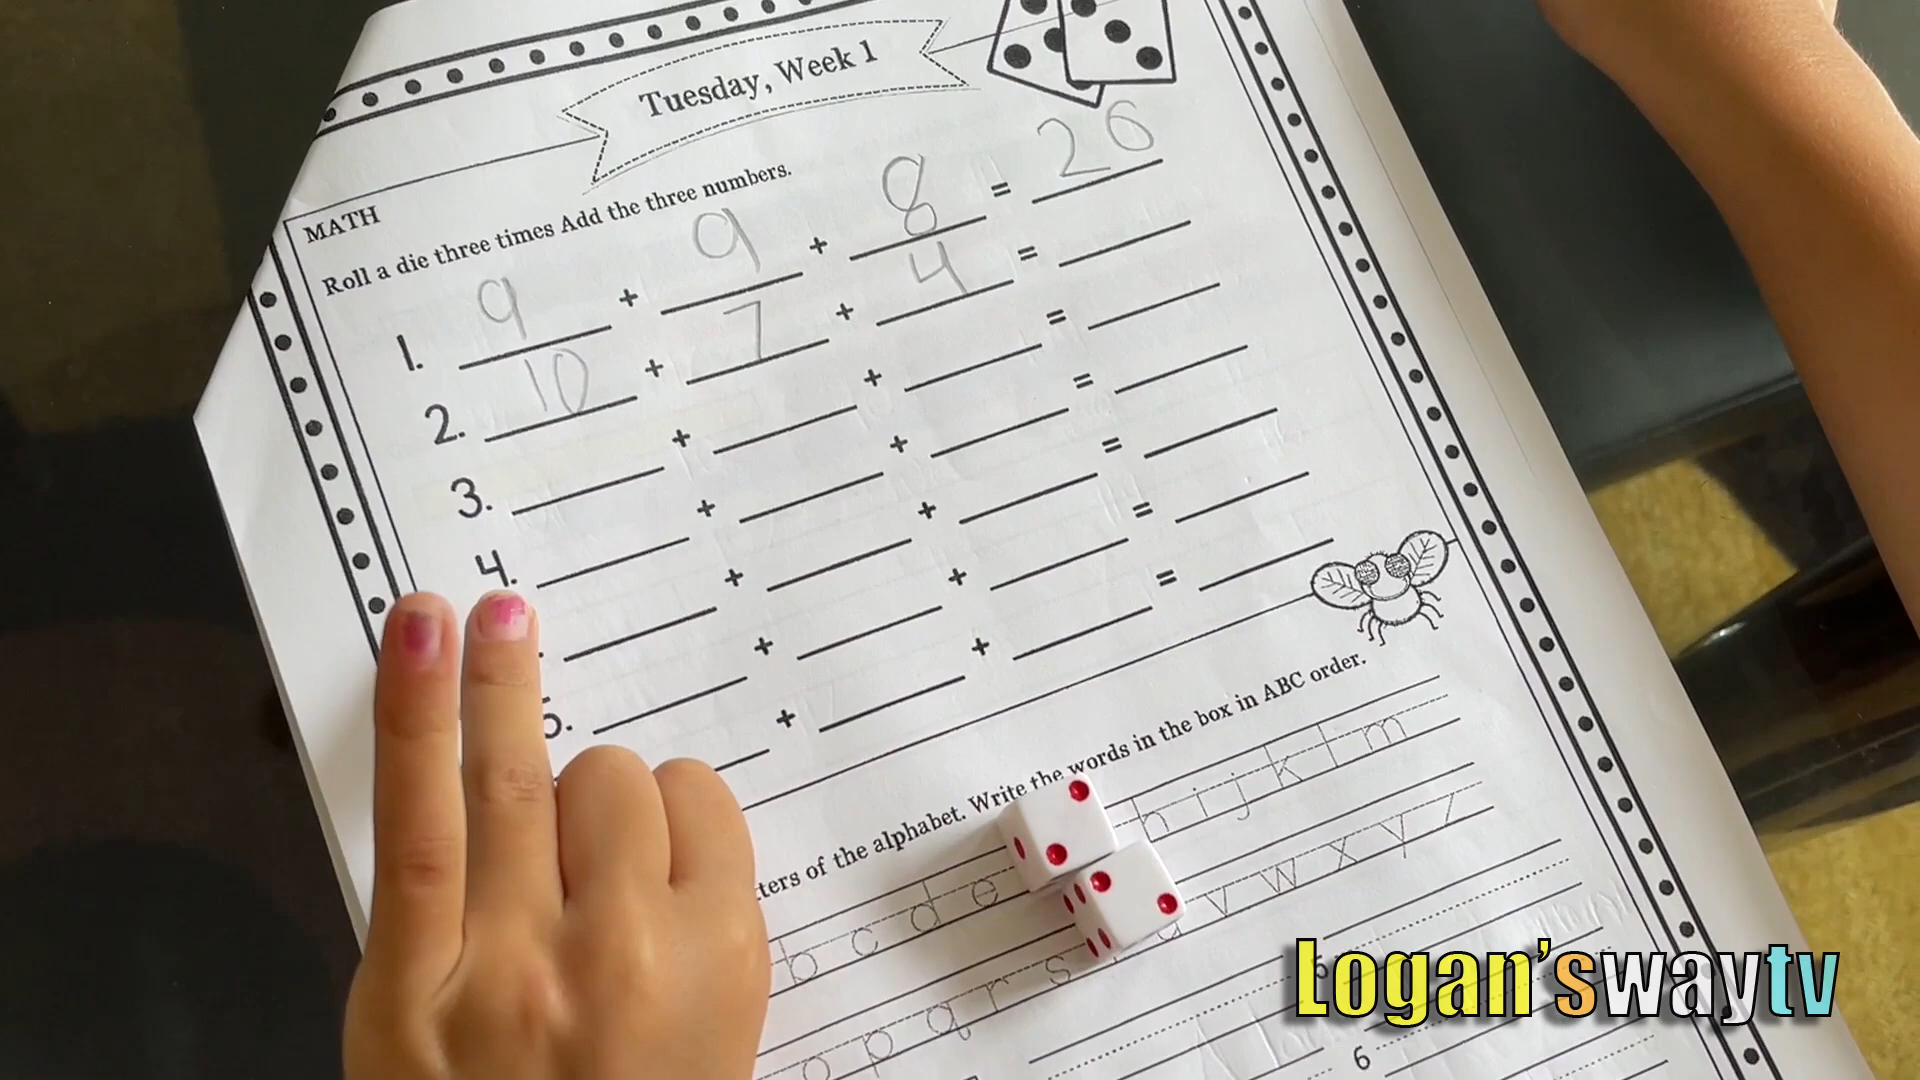 Tuesday, Week 1
MATH
Roll a die three times Add the three numbers.
1. 9 + 9 + 8 = 26
2. 10 + 7 + 4 =
3. + + =
4. + + =
. + + =
5. + + =
+ +
tters of the alphabet. Write the words in the box in ABC order.
b c d e h i j k l m
o p q r s u v w x y z
6
Logan'swaytv